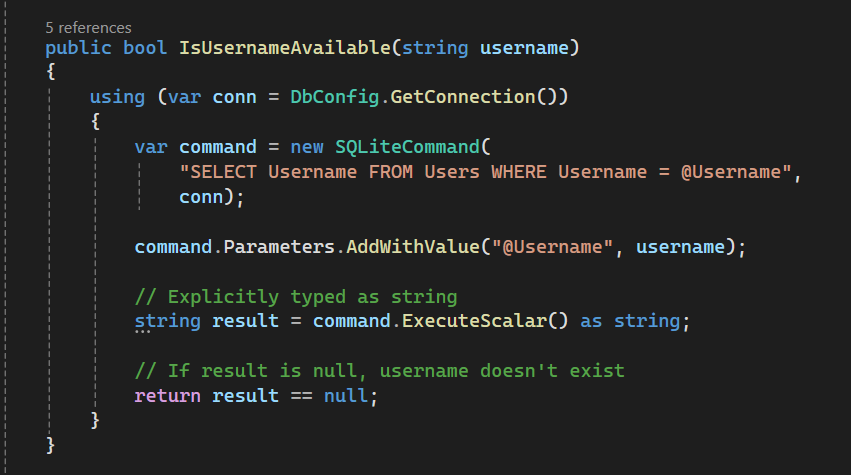 5 references
public bool IsUsernameAvailable(string username)
{
using (var conn = DbConfig.GetConnection())
{
var command = new SQLiteCommand(
"SELECT Username FROM Users WHERE Username = @Username",
conn);
command.Parameters.AddWithValue("@Username", username);
// Explicitly typed as string
string result = command.ExecuteScalar() as string;
// If result is null, username doesn't exist
return result == null;
}
}